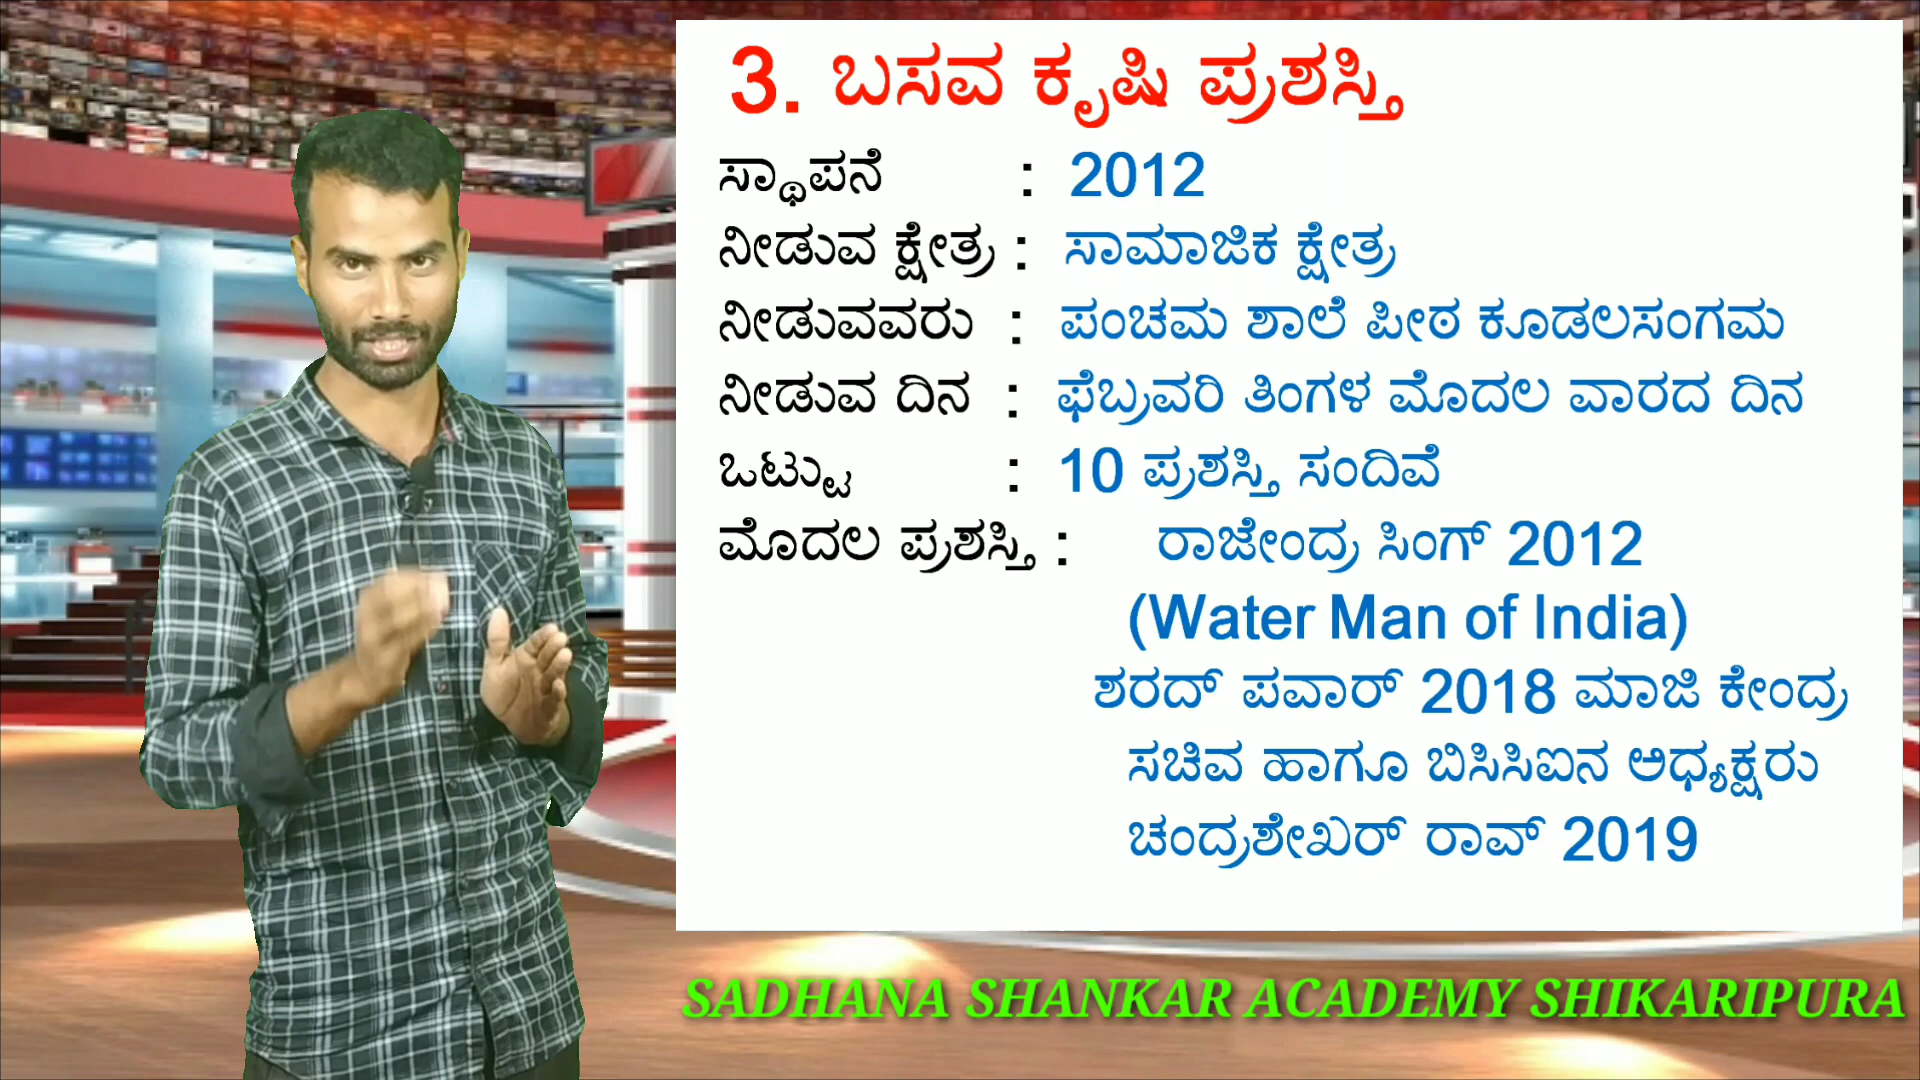 3. ಬಸವ ಕೃಷಿ ಪ್ರಶಸ್ತಿ
ಸ್ಥಾಪನೆ : 2012
ನೀಡುವ ಕ್ಷೇತ್ರ : ಸಾಮಾಜಿಕ ಕ್ಷೇತ್ರ
ನೀಡುವವರು : ಪಂಚಮ ಶಾಲೆ ಪೀಠ ಕೂಡಲಸಂಗಮ
ನೀಡುವ ದಿನ : ಫೆಬ್ರವರಿ ತಿಂಗಳ ಮೊದಲ ವಾರದ ದಿನ
ಒಟ್ಟು : 10 ಪ್ರಶಸ್ತಿ ಸಂದಿವೆ
ಮೊದಲ ಪ್ರಶಸ್ತಿ : ರಾಜೇಂದ್ರ ಸಿಂಗ್ 2012
(Water Man of India)
ಶರದ್ ಪವಾರ್ 2018 ಮಾಜಿ ಕೇಂದ್ರ
ಸಚಿವ ಹಾಗೂ ಬಿಸಿಸಿಐನ ಅಧ್ಯಕ್ಷರು
ಚಂದ್ರಶೇಖರ್ ರಾವ್ 2019
SADHANA SHANKAR ACADEMY SHIKARIPURA